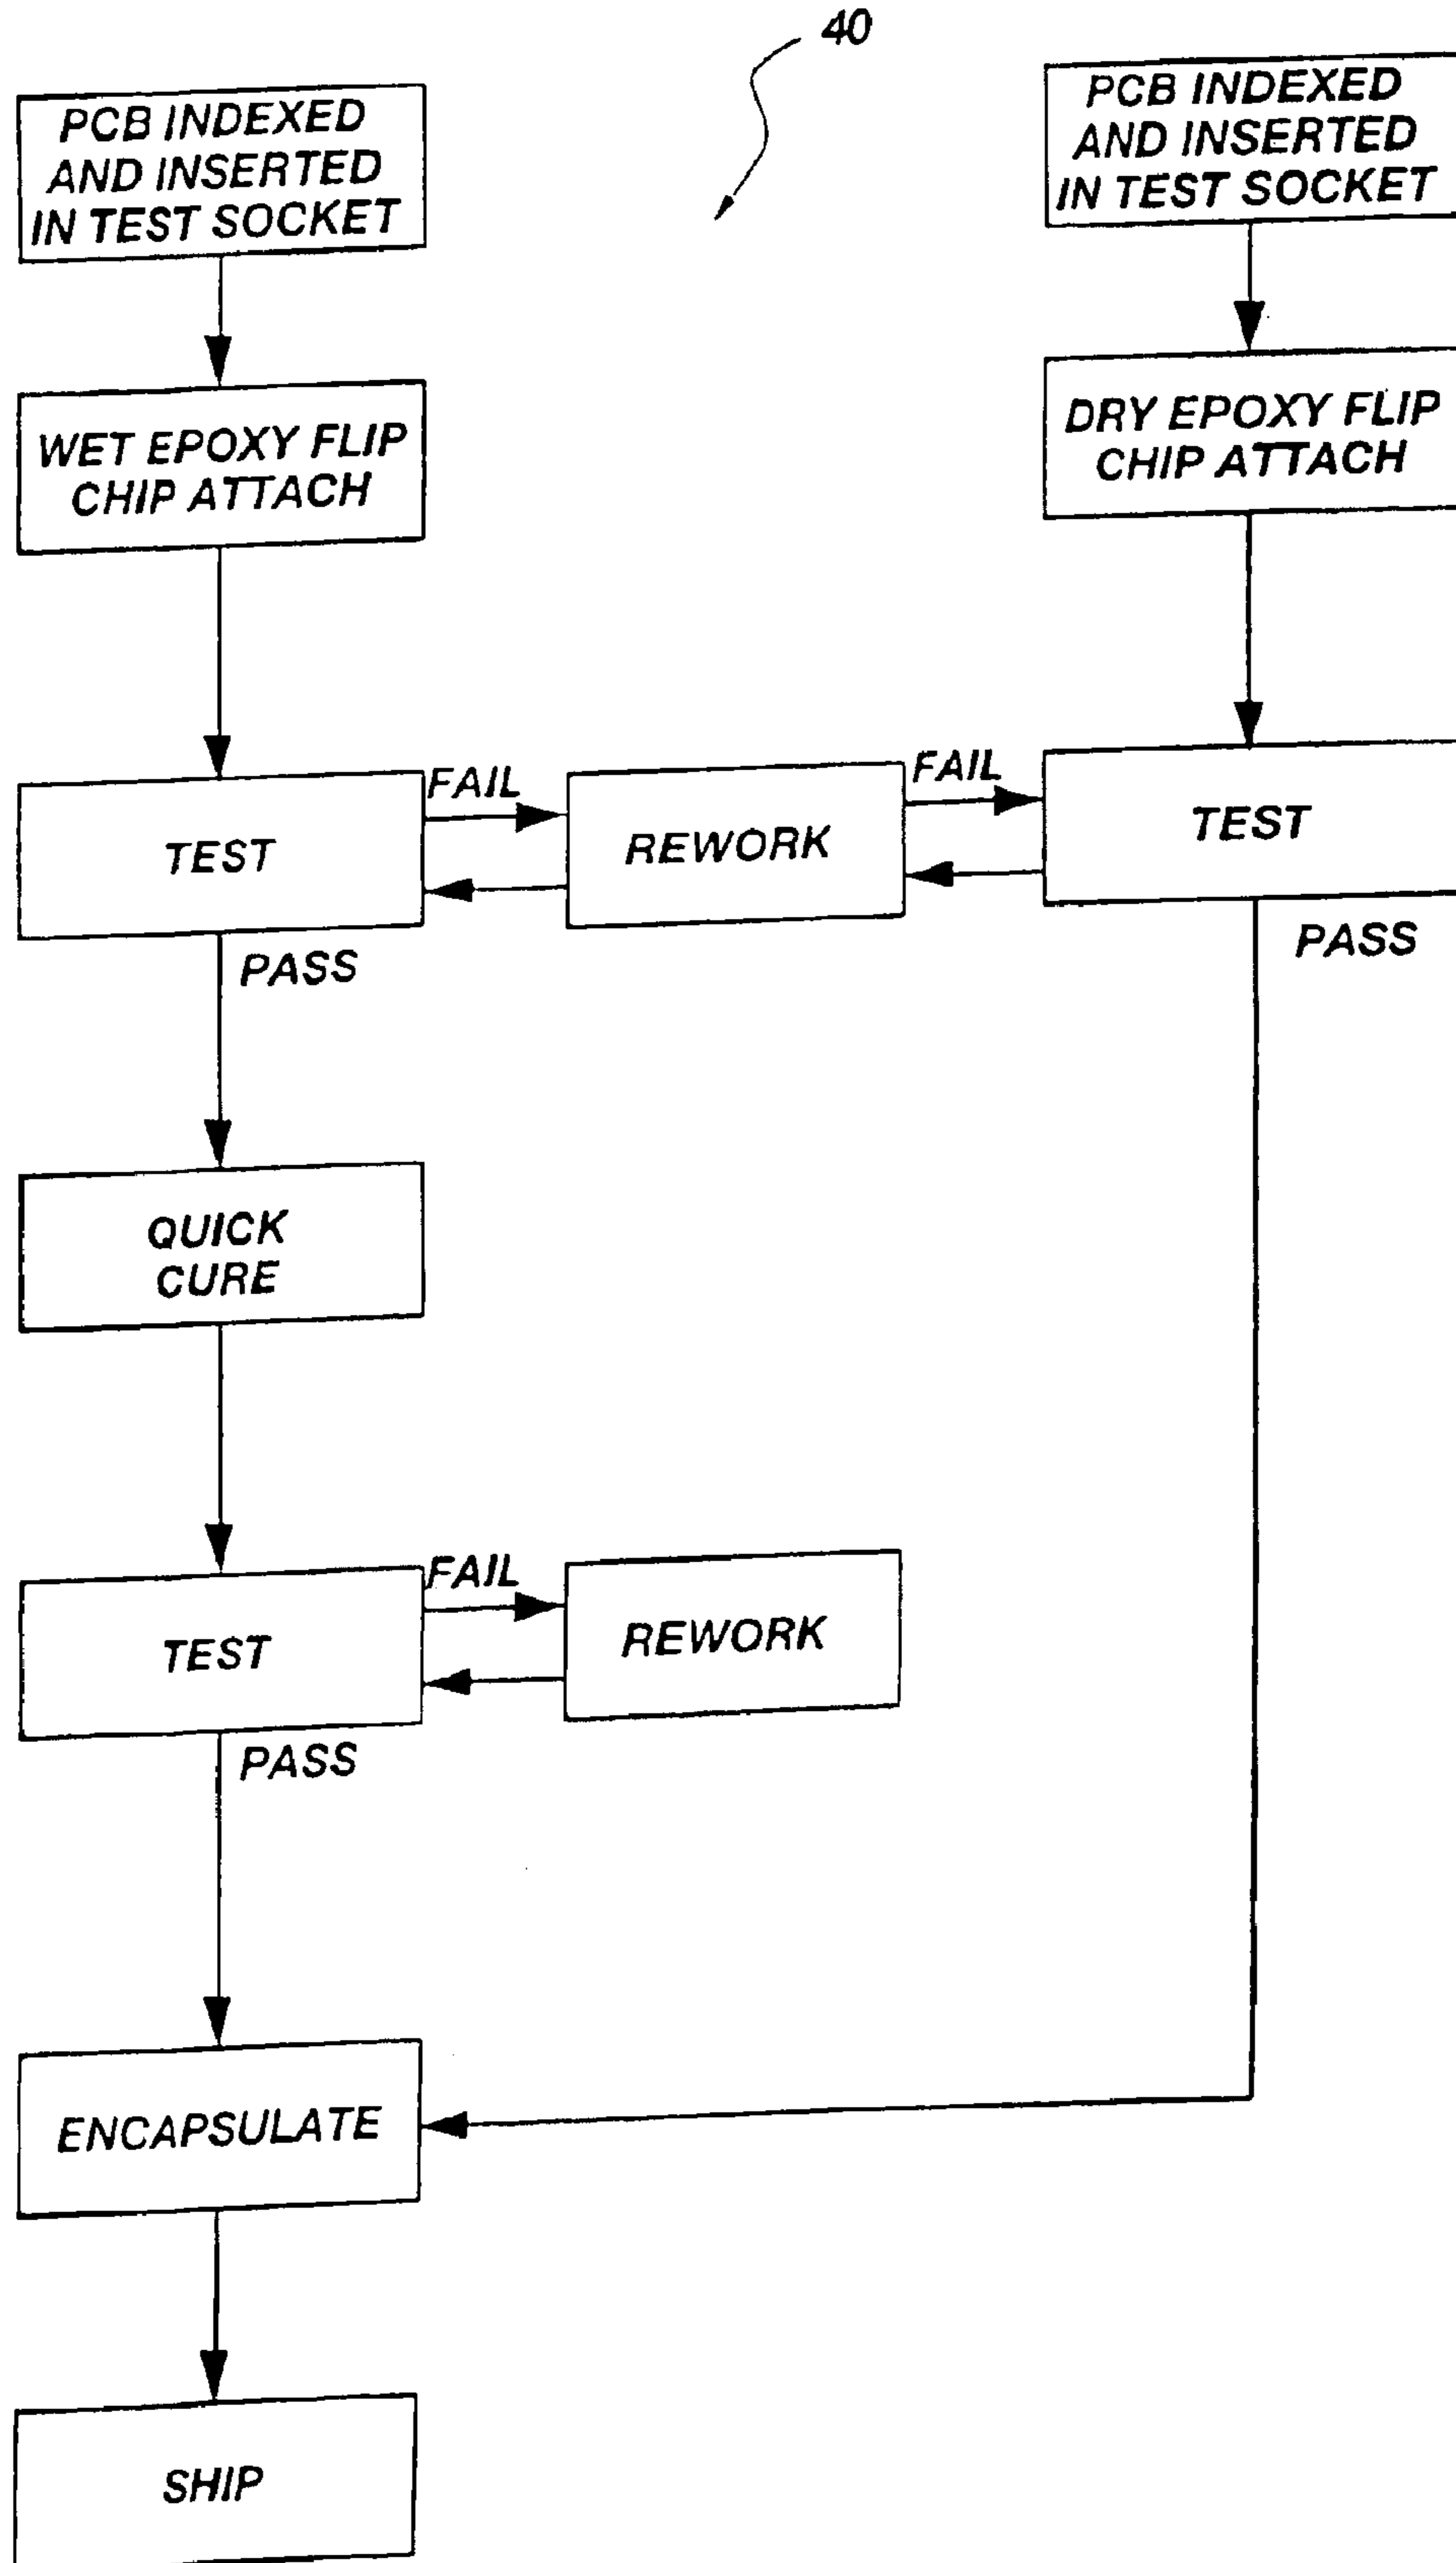 40
PCB INDEXED
AND INSERTED
IN TEST SOCKET
PCB INDEXED
AND INSERTED
IN TEST SOCKET
WET EPOXY FLIP
CHIP ATTACH
DRY EPOXY FLIP
CHIP ATTACH
TEST
FAIL
REWORK
FAIL
TEST
PASS
PASS
QUICK
CURE
TEST
FAIL
REWORK
PASS
ENCAPSULATE
SHIP